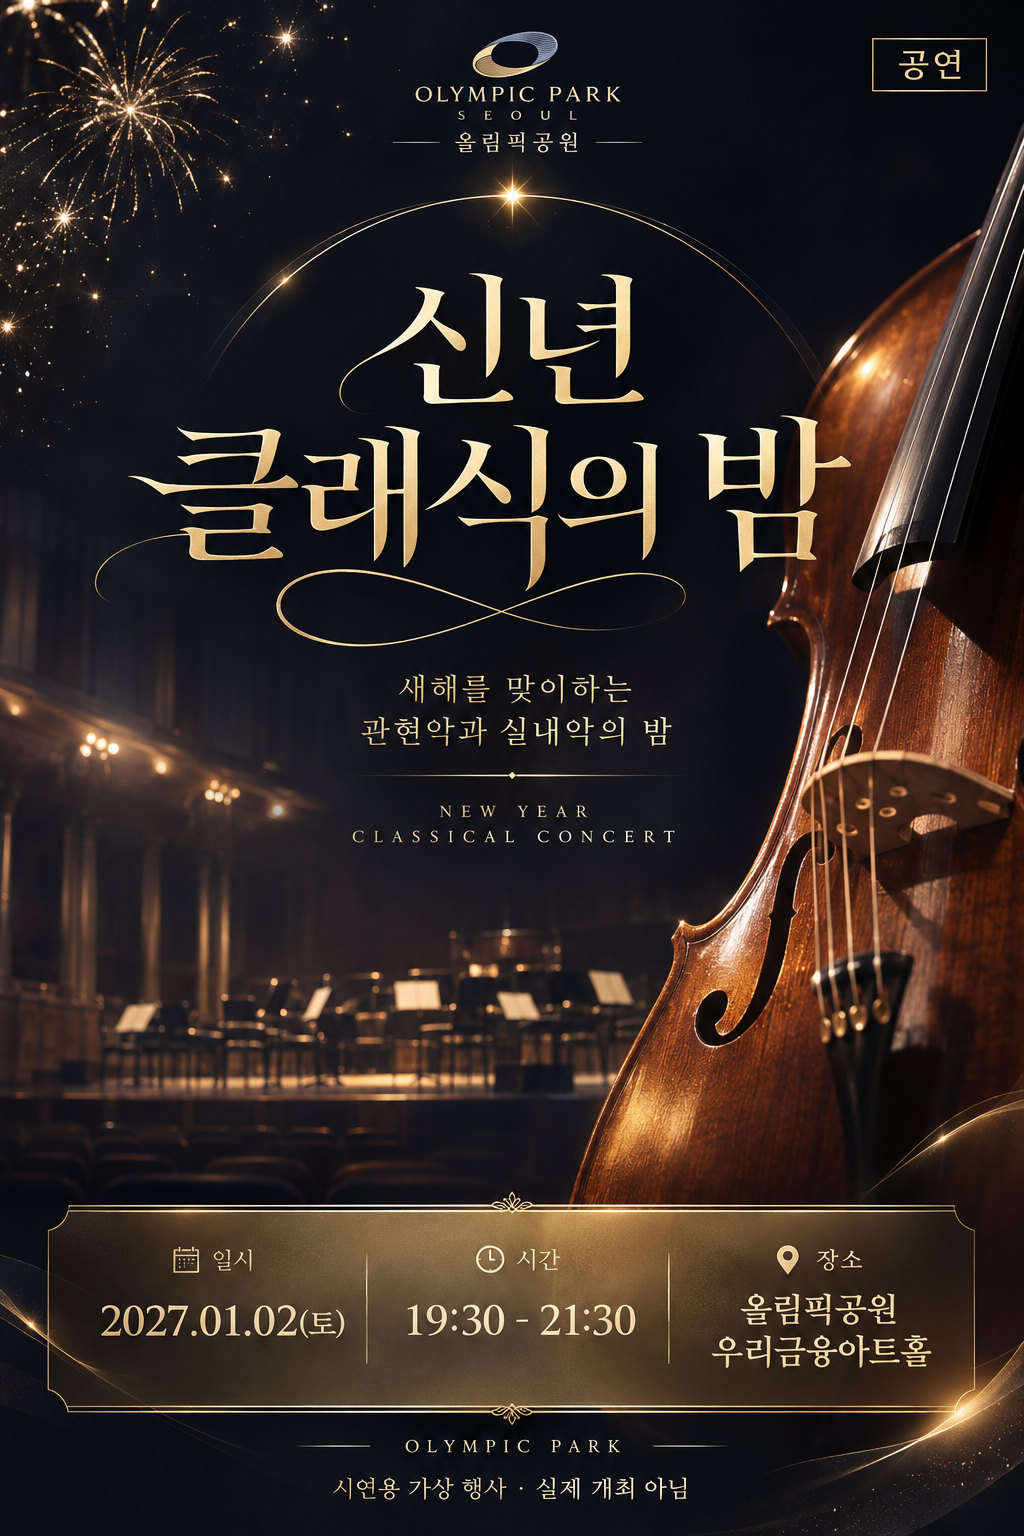 OLYMPIC PARK
SEOUL
올림픽공원
공연
신년
클래식의 밤
새해를 맞이하는
관현악과 실내악의 밤
NEW YEAR
CLASSICAL CONCERT
일시
2027.01.02(토)
시간
19:30 - 21:30
장소
올림픽공원
우리금융아트홀
OLYMPIC PARK
시연용 가상 행사 · 실제 개최 아님